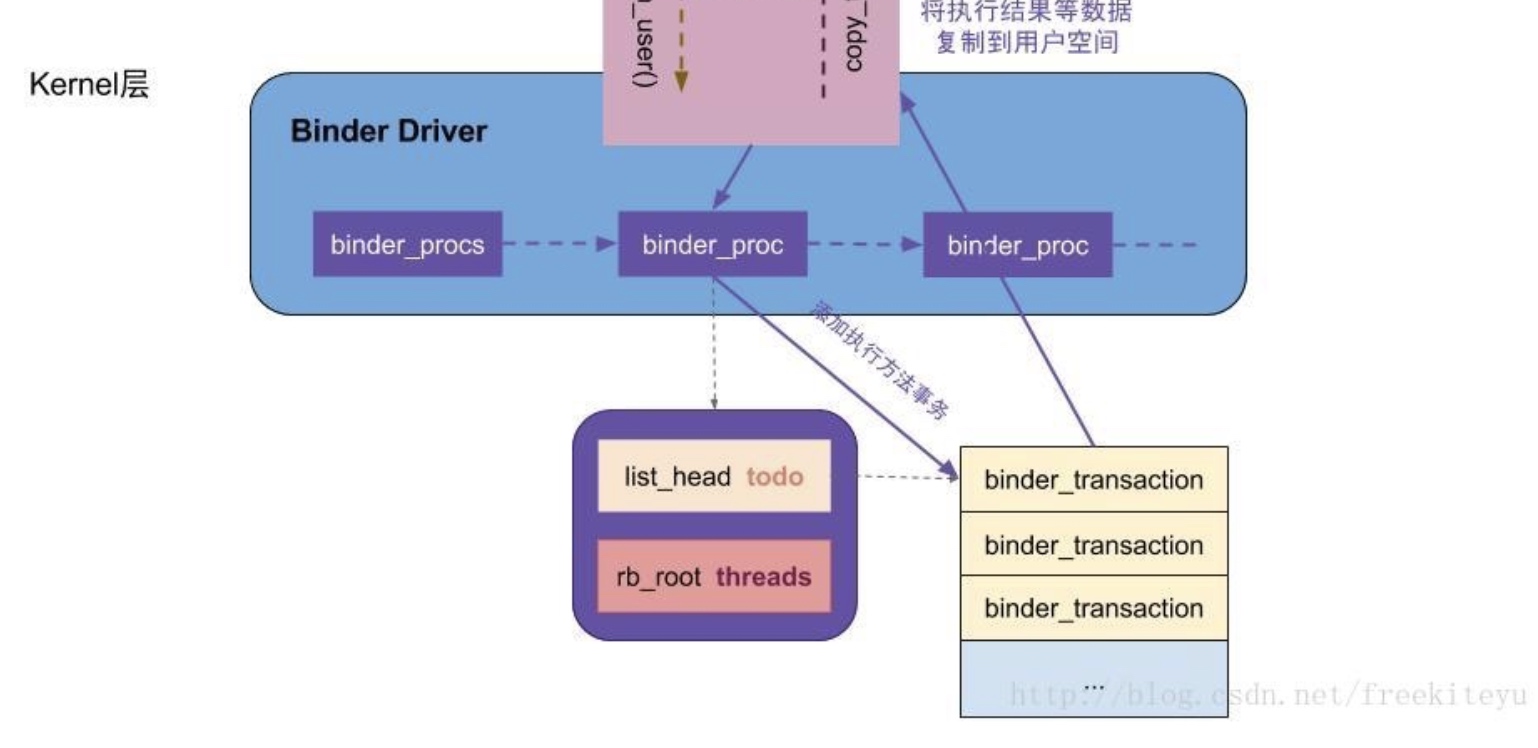 将执行结果等数据
复制到用户空间
_user()
copy
Kernel层
Binder Driver
binder_procs
binder_proc
binder_proc
添加执行方法事务
list_head todo
rb_root threads
binder_transaction
binder_transaction
binder_transaction
...
http://blog.csdn.net/freekiteyu